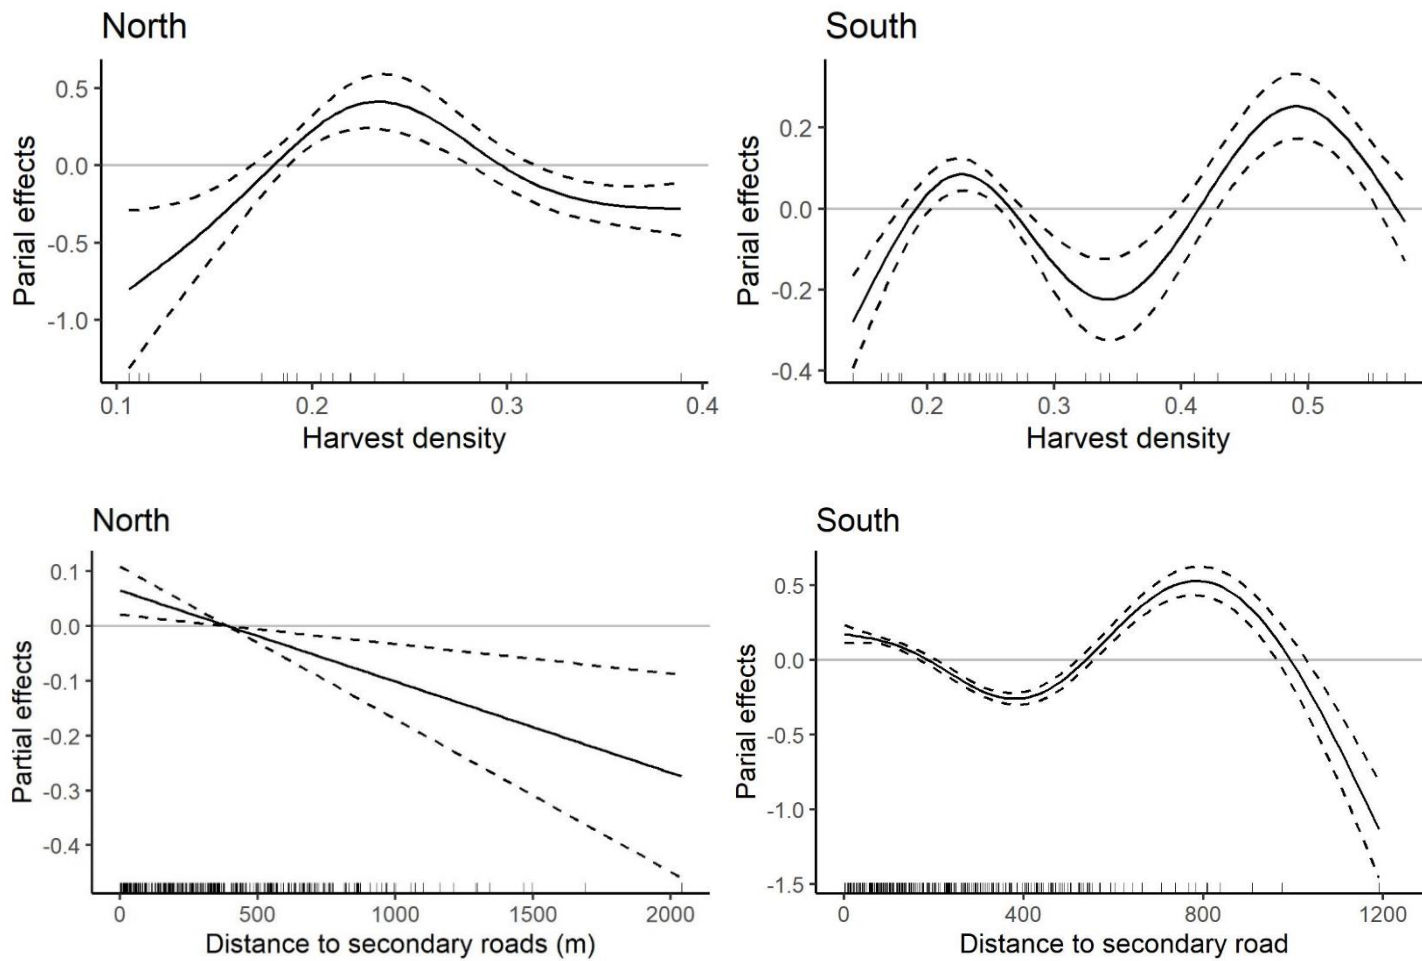 North
Parial effects
0.5
0.0
-0.5
-1.0
0.1 0.2 0.3 0.4
Harvest density
South
Parial effects
0.2
0.0
-0.2
-0.4
0.2 0.3 0.4 0.5
Harvest density
North
Partial effects
0.1
0.0
-0.1
-0.2
-0.3
-0.4
0 500 1000 1500 2000
Distance to secondary roads (m)
South
Parial effects
0.5
0.0
-0.5
-1.0
-1.5
0 400 800 1200
Distance to secondary road